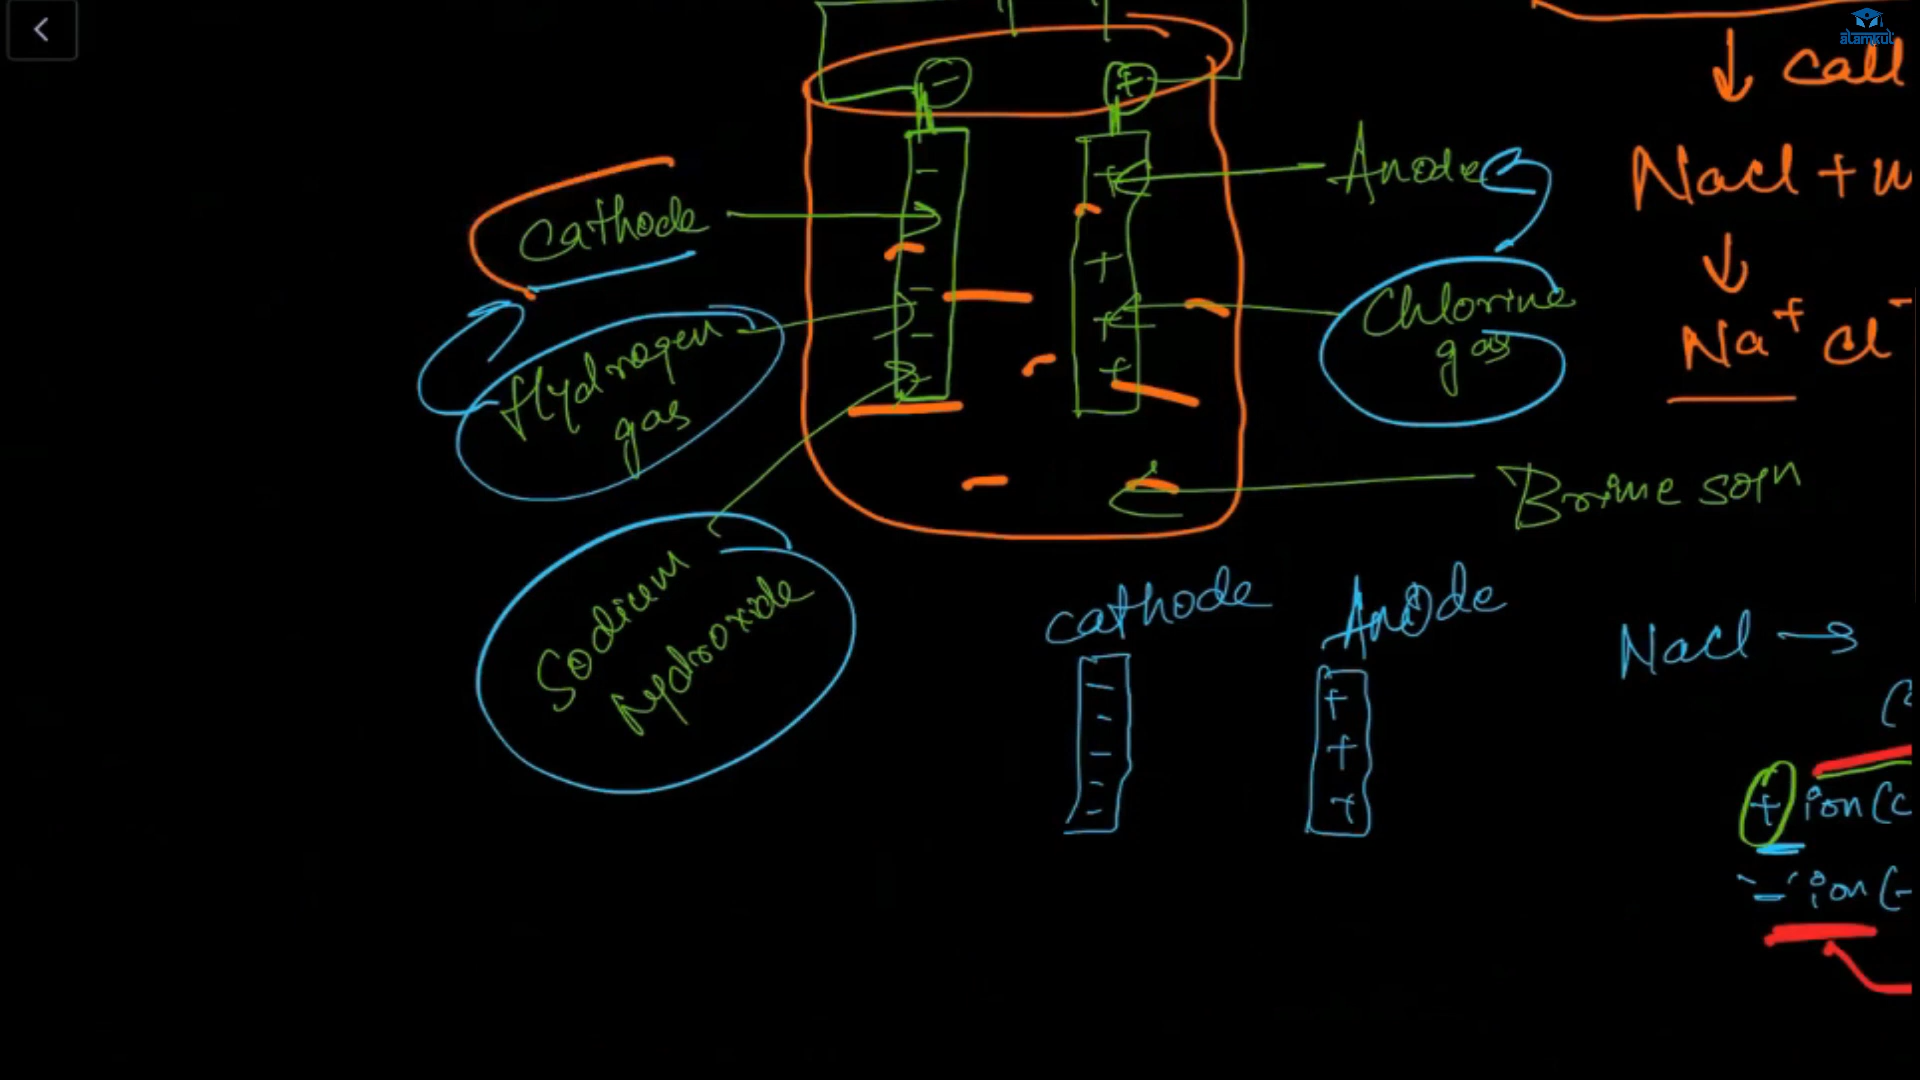 alamkul
call
NaCl + w
Na⁺ Cl⁻
Cathode
Hydrogen
gas
Sodium
hydroxide
Anode
Chlorine
gas
Brine soln
cathode
Anode
NaCl →
+ ion (c
- ion (-